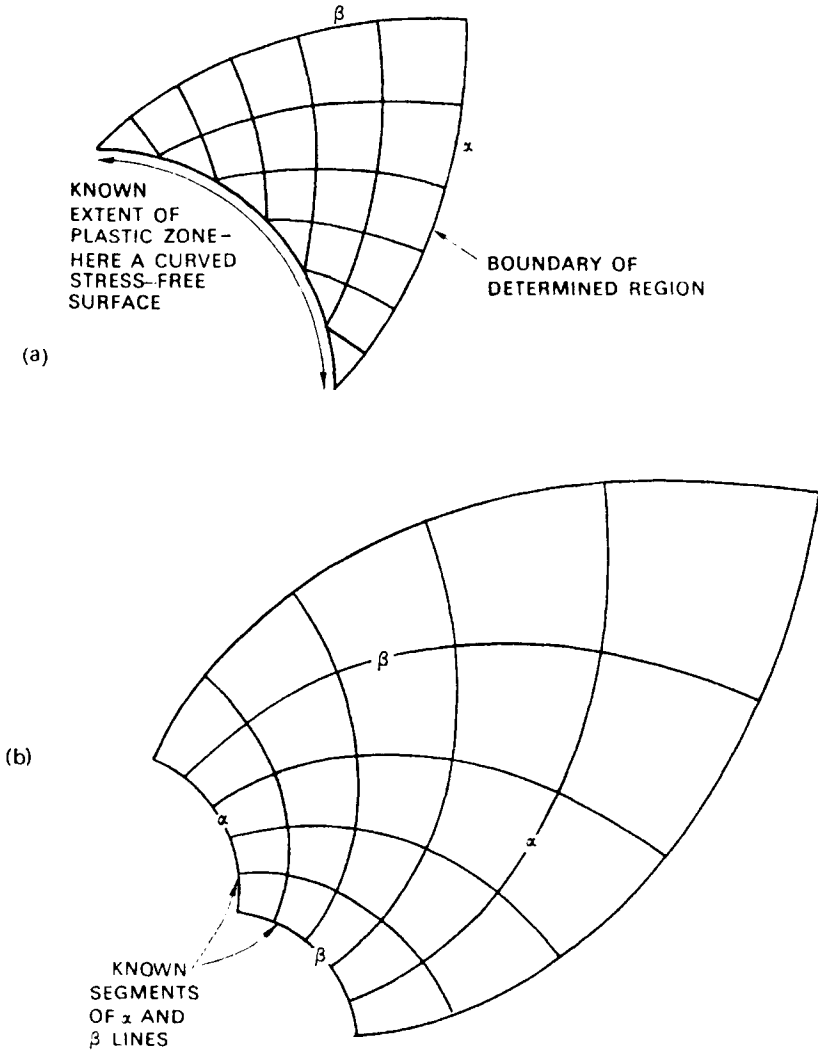 β
α
KNOWN
EXTENT OF
PLASTIC ZONE–
HERE A CURVED
STRESS–FREE
SURFACE
BOUNDARY OF
DETERMINED REGION
(a)
β
(b)
α
α
β
KNOWN
SEGMENTS
OF α AND
β LINES